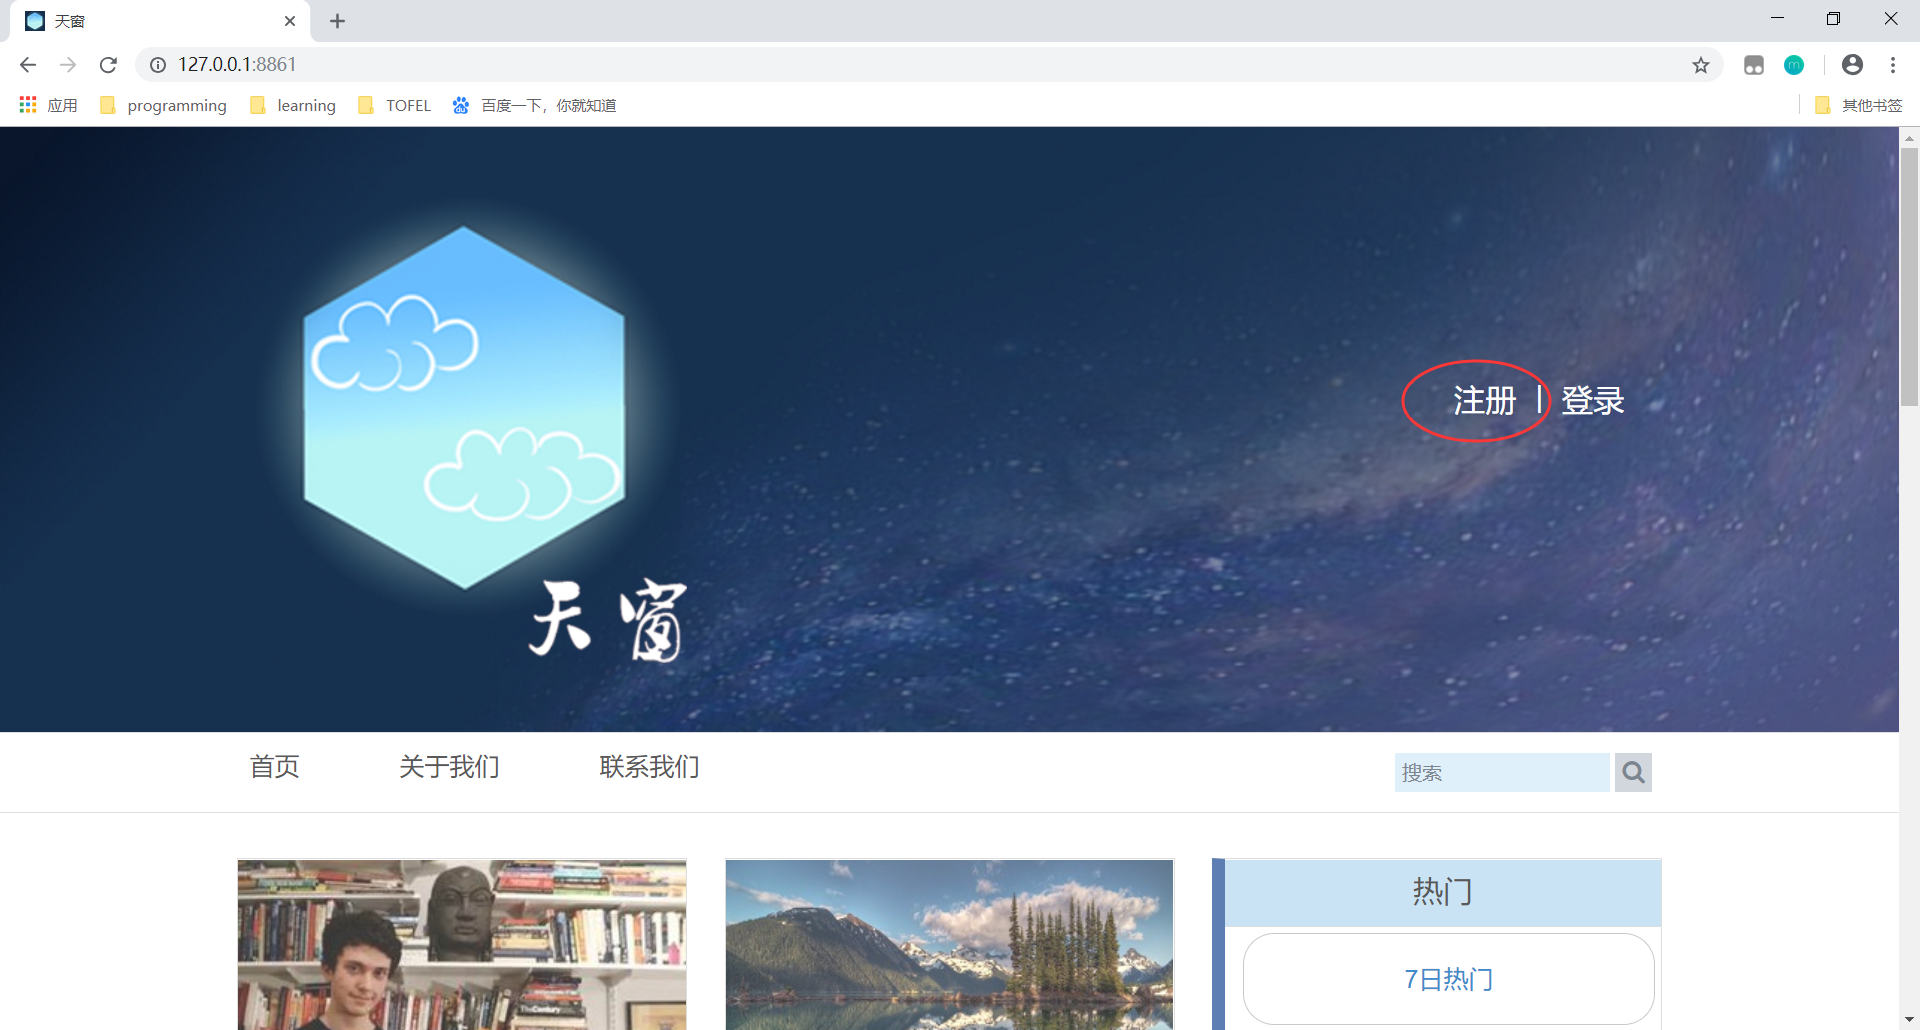 天窗
127.0.0.1:8861
应用 programming learning TOFEL 百度一下，你就知道 其他书签
注册 | 登录
天窗
首页 关于我们 联系我们 搜索
热门
7日热门